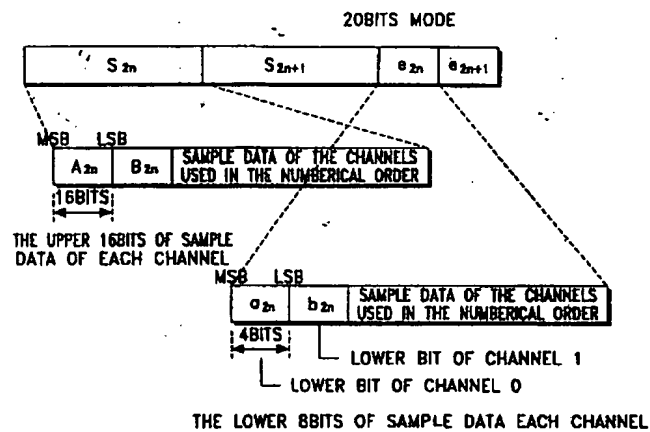 20BITS MODE
S2n S2n+1 e2n e2n+1
MSB LSB
A2n B2n SAMPLE DATA OF THE CHANNELS
USED IN THE NUMBERICAL ORDER
16BITS
THE UPPER 16BITS OF SAMPLE
DATA OF EACH CHANNEL
MSB LSB
a2n b2n SAMPLE DATA OF THE CHANNELS
USED IN THE NUMBERICAL ORDER
4BITS
LOWER BIT OF CHANNEL 1
LOWER BIT OF CHANNEL 0
THE LOWER 8BITS OF SAMPLE DATA EACH CHANNEL